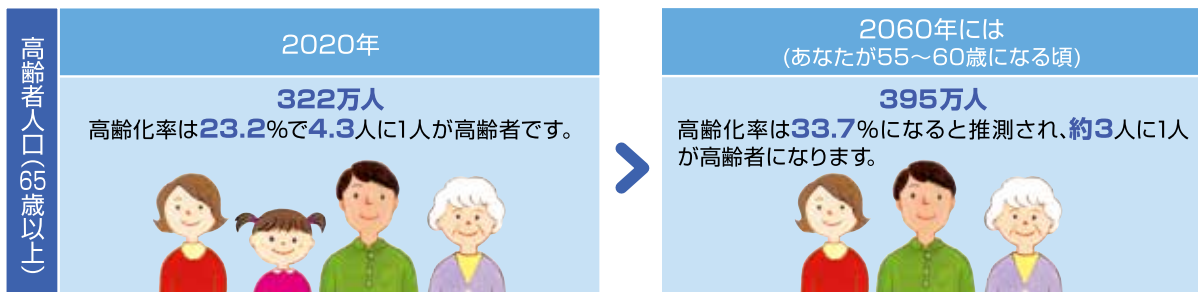 高齢者人口(65歳以上)
2020年
322万人
高齢化率は23.2%で4.3人に1人が高齢者です。
2060年には
(あなたが55~60歳になる頃)
395万人
高齢化率は33.7%になると推測され、約3人に1人
が高齢者になります。